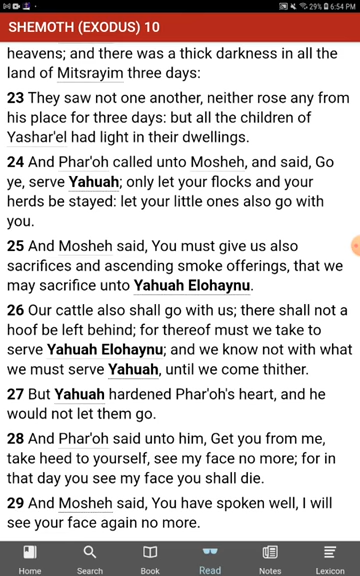 29% 6:54 PM
SHEMOTH (EXODUS) 10
heavens; and there was a thick darkness in all the
land of Mitsrayim three days:
23 They saw not one another, neither rose any from
his place for three days: but all the children of
Yashar'el had light in their dwellings.
24 And Phar'oh called unto Mosheh, and said, Go
ye, serve Yahuah; only let your flocks and your
herds be stayed: let your little ones also go with
you.
25 And Mosheh said, You must give us also
sacrifices and ascending smoke offerings, that we
may sacrifice unto Yahuah Elohaynu.
26 Our cattle also shall go with us; there shall not a
hoof be left behind; for thereof must we take to
serve Yahuah Elohaynu; and we know not with what
we must serve Yahuah, until we come thither.
27 But Yahuah hardened Phar'oh's heart, and he
would not let them go.
28 And Phar'oh said unto him, Get you from me,
take heed to yourself, see my face no more; for in
that day you see my face you shall die.
29 And Mosheh said, You have spoken well, I will
see your face again no more.
Home Search Book Read Notes Lexicon